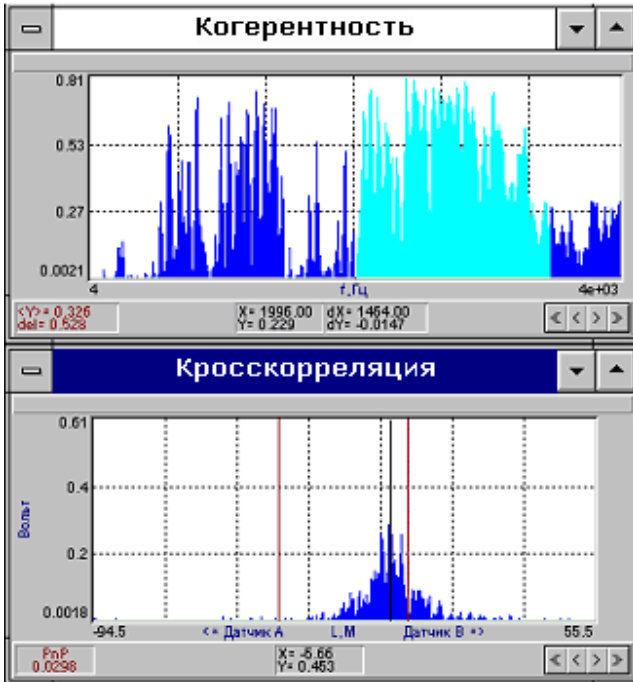 Когерентность
0.81
0.53
0.27
0.0021
4 f,Гц 4e+03
<Y>= 0.326
del= 0.528
X= 1996.00 dX= 1464.00
Y= 0.229 dY= -0.0147
Кросскорреляция
0.61
0.4
0.2
0.0018
Вольт
-94.5 <= Датчик A L,М Датчик B => 55.5
PnP
0.0298
X= -5.66
Y= 0.453